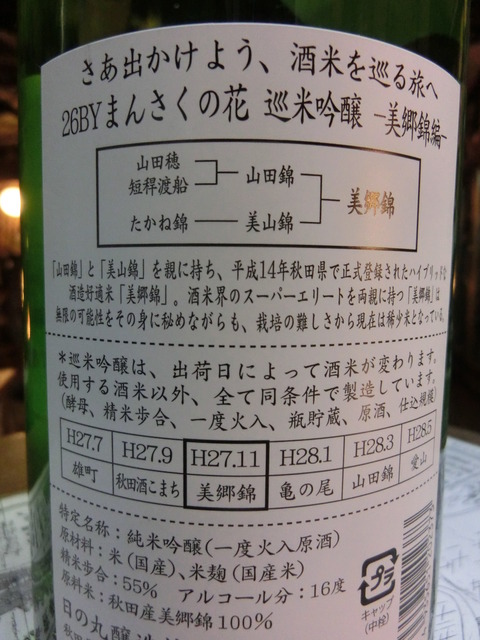 さあ出かけよう、酒米を巡る旅へ
26BYまんさくの花 巡米吟醸 -美郷錦編-
山田穂
短稈渡船
山田錦
たかね錦
美山錦
美郷錦
「山田錦」と「美山錦」を親に持ち、平成14年秋田県で正式登録されたハイブリッドな
酒造好適米「美郷錦」。酒米界のスーパーエリートを両親に持つ「美郷錦」は
無限の可能性をその身に秘めながらも、栽培の難しさから現在は希少米となっている。
＊巡米吟醸は、出荷日によって酒米が変わります。
使用する酒米以外、全て同条件で製造しています。
(酵母、精米歩合、一度火入、瓶貯蔵、原酒、仕込規模)
H27.7 H27.9 H27.11 H28.1 H28.3 H28.5
雄町 秋田酒こまち 美郷錦 亀の尾 山田錦 愛山
特定名称：純米吟醸(一度火入原酒)
原材料：米(国産)、米麹(国産米)
精米歩合：55% アルコール分：16度
原料米：秋田産美郷錦100%
日の丸醸造
プラ
キャップ
(中栓)